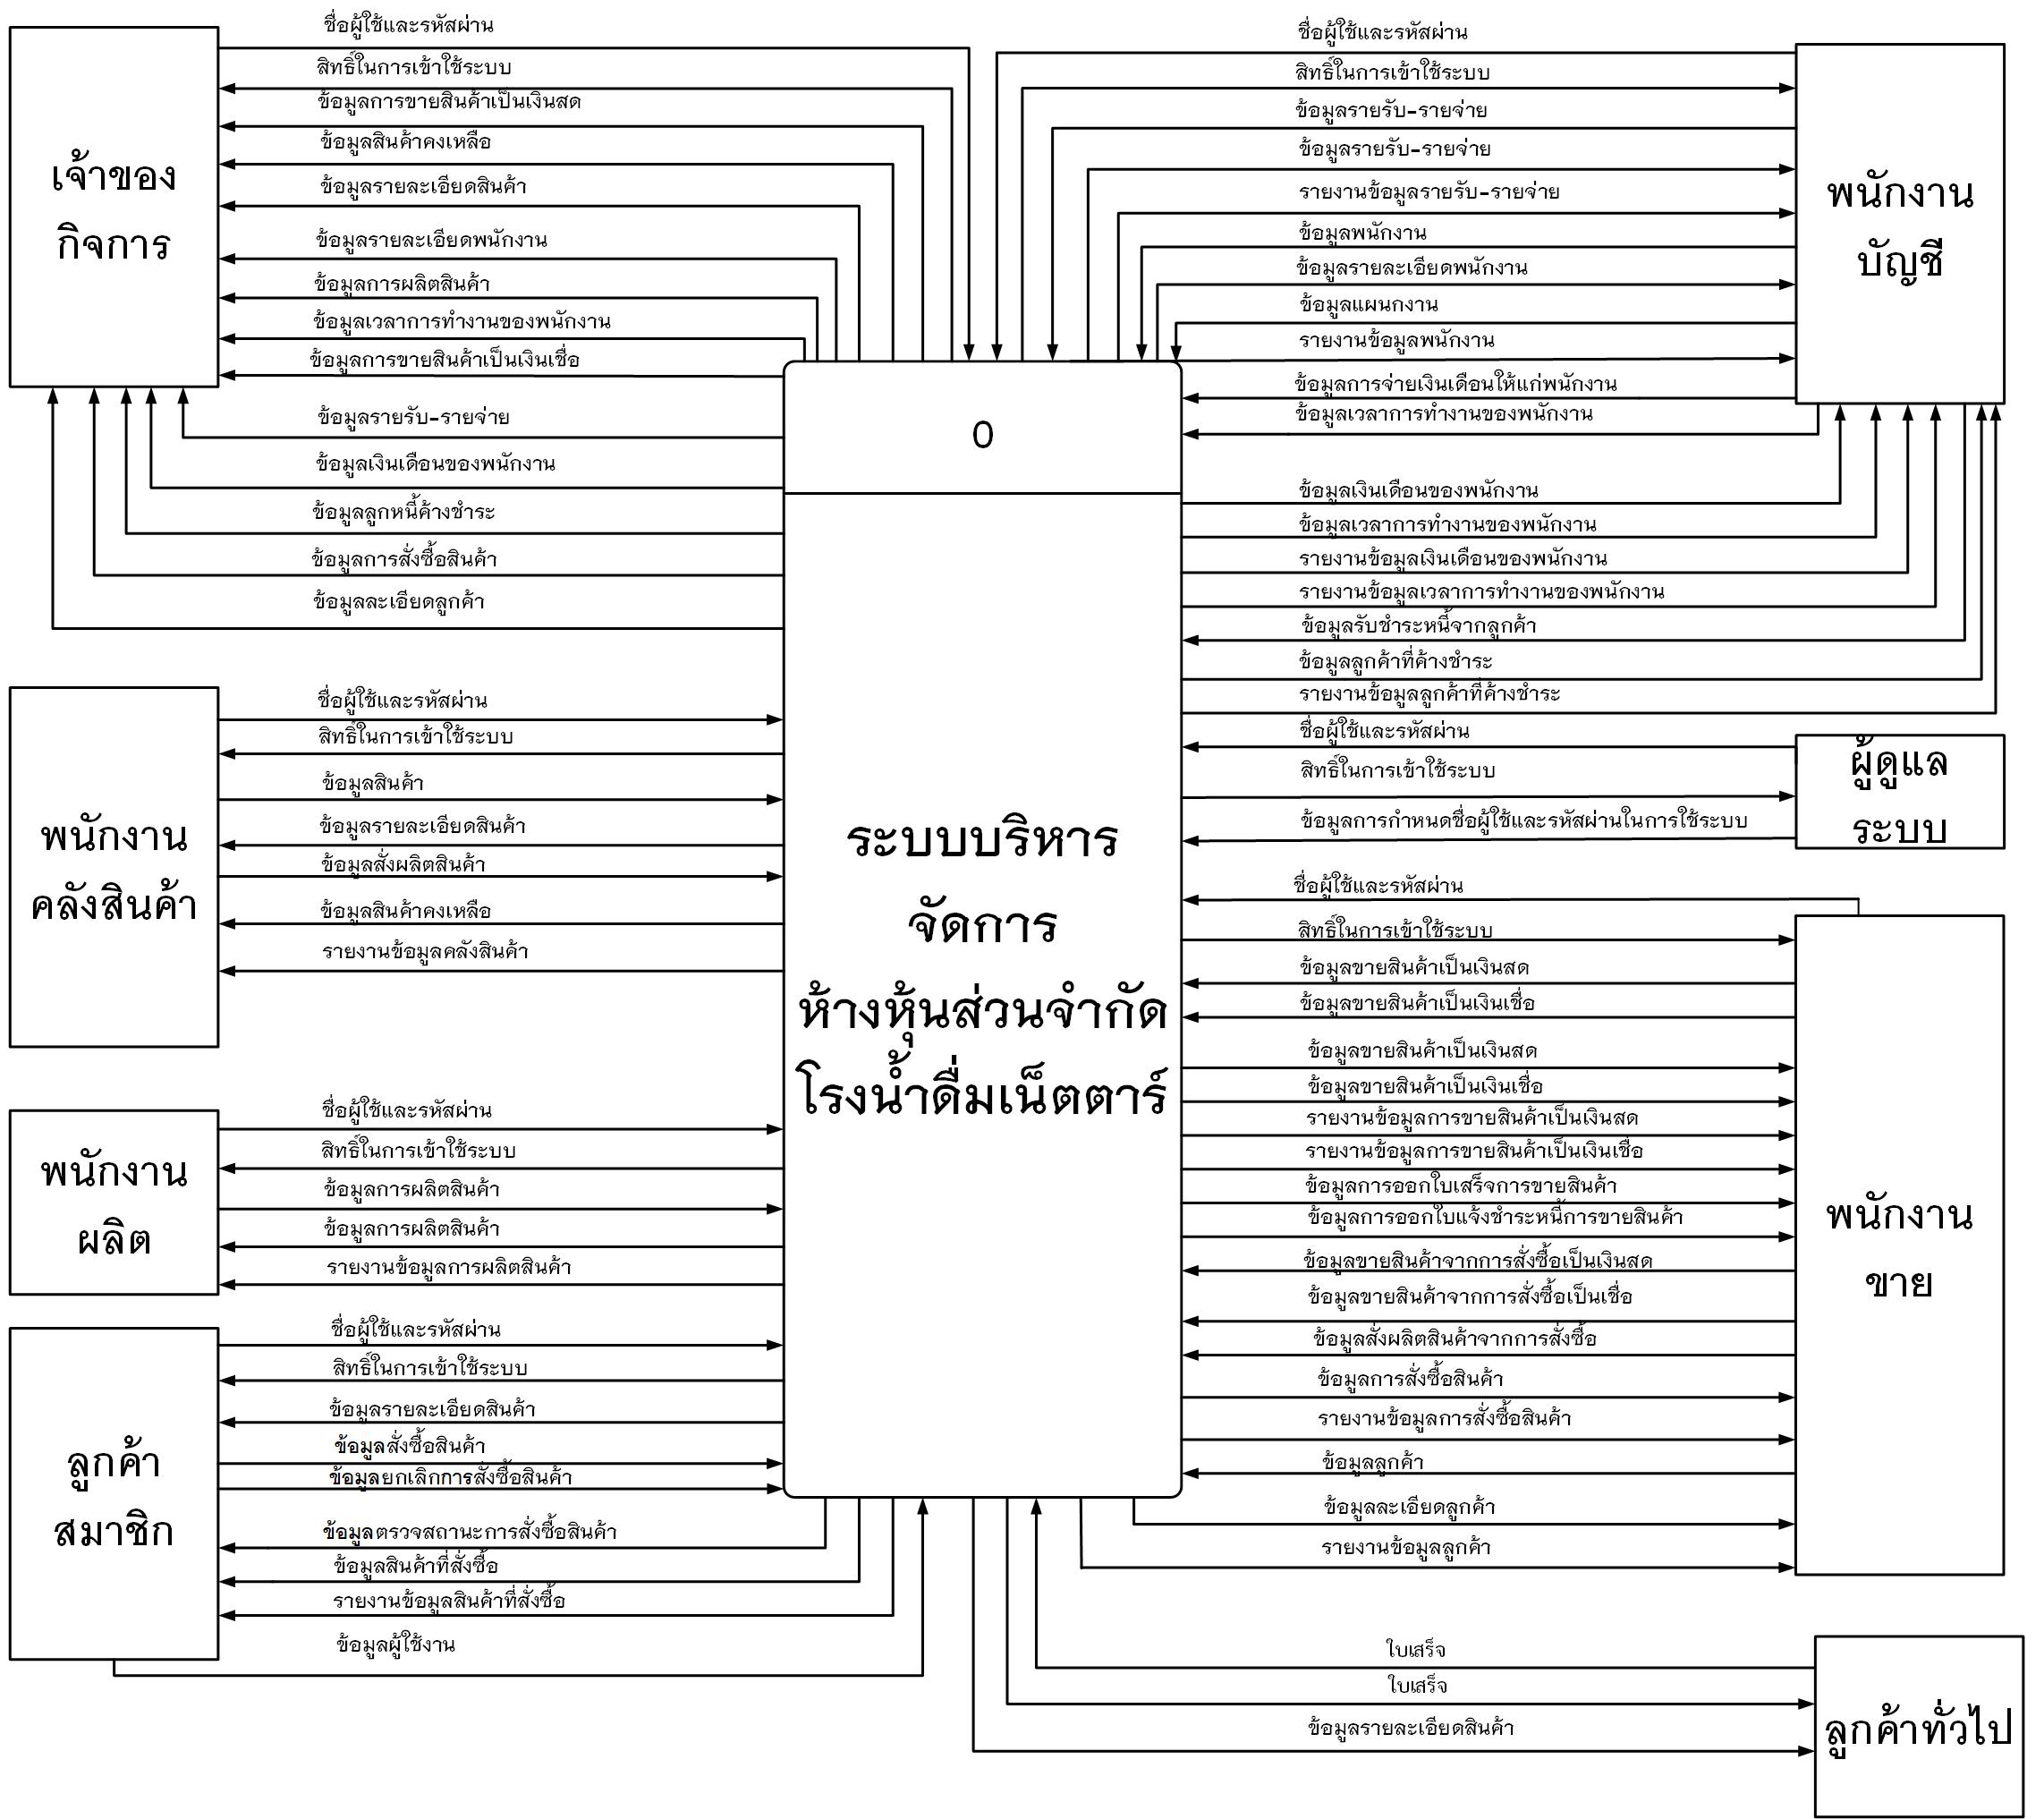 ชื่อผู้ใช้และรหัสผ่าน
สิทธิ์ในการเข้าใช้ระบบ
ข้อมูลการขายสินค้าเป็นเงินสด
ข้อมูลสินค้าคงเหลือ
ข้อมูลรายละเอียดสินค้า
ข้อมูลรายละเอียดพนักงาน
ข้อมูลการผลิตสินค้า
ข้อมูลเวลาการทำงานของพนักงาน
ข้อมูลการขายสินค้าเป็นเงินเชื่อ
ข้อมูลรายรับ-รายจ่าย
ข้อมูลเงินเดือนของพนักงาน
ข้อมูลลูกหนี้ค้างชำระ
ข้อมูลการสั่งซื้อสินค้า
ข้อมูลละเอียดลูกค้า
เจ้าของ
กิจการ
ชื่อผู้ใช้และรหัสผ่าน
สิทธิ์ในการเข้าใช้ระบบ
ข้อมูลสินค้า
ข้อมูลรายละเอียดสินค้า
ข้อมูลสั่งผลิตสินค้า
ข้อมูลสินค้าคงเหลือ
รายงานข้อมูลคลังสินค้า
พนักงาน
คลังสินค้า
ชื่อผู้ใช้และรหัสผ่าน
สิทธิ์ในการเข้าใช้ระบบ
ข้อมูลการผลิตสินค้า
ข้อมูลการผลิตสินค้า
รายงานข้อมูลการผลิตสินค้า
พนักงาน
ผลิต
ชื่อผู้ใช้และรหัสผ่าน
สิทธิ์ในการเข้าใช้ระบบ
ข้อมูลรายละเอียดสินค้า
ข้อมูลสั่งซื้อสินค้า
ข้อมูลยกเลิกการสั่งซื้อสินค้า
ข้อมูลตรวจสถานะการสั่งซื้อสินค้า
ข้อมูลสินค้าที่สั่งซื้อ
รายงานข้อมูลสินค้าที่สั่งซื้อ
ข้อมูลผู้ใช้งาน
ลูกค้า
สมาชิก
0
ระบบบริหาร
จัดการ
ห้างหุ้นส่วนจำกัด
โรงน้ำดื่มเน็ตตาร์
ชื่อผู้ใช้และรหัสผ่าน
สิทธิ์ในการเข้าใช้ระบบ
ข้อมูลรายรับ-รายจ่าย
ข้อมูลรายรับ-รายจ่าย
รายงานข้อมูลรายรับ-รายจ่าย
ข้อมูลพนักงาน
ข้อมูลรายละเอียดพนักงาน
ข้อมูลแผนกงาน
รายงานข้อมูลพนักงาน
ข้อมูลการจ่ายเงินเดือนให้แก่พนักงาน
ข้อมูลเวลาการทำงานของพนักงาน
ข้อมูลเงินเดือนของพนักงาน
ข้อมูลเวลาการทำงานของพนักงาน
รายงานข้อมูลเงินเดือนของพนักงาน
รายงานข้อมูลเวลาการทำงานของพนักงาน
ข้อมูลรับชำระหนี้จากลูกค้า
ข้อมูลลูกค้าที่ค้างชำระ
รายงานข้อมูลลูกค้าที่ค้างชำระ
พนักงาน
บัญชี
ชื่อผู้ใช้และรหัสผ่าน
สิทธิ์ในการเข้าใช้ระบบ
ข้อมูลการกำหนดชื่อผู้ใช้และรหัสผ่านในการใช้ระบบ
ผู้ดูแล
ระบบ
ชื่อผู้ใช้และรหัสผ่าน
สิทธิ์ในการเข้าใช้ระบบ
ข้อมูลขายสินค้าเป็นเงินสด
ข้อมูลขายสินค้าเป็นเงินเชื่อ
ข้อมูลขายสินค้าเป็นเงินสด
ข้อมูลขายสินค้าเป็นเงินเชื่อ
รายงานข้อมูลการขายสินค้าเป็นเงินสด
รายงานข้อมูลการขายสินค้าเป็นเงินเชื่อ
ข้อมูลการออกใบเสร็จการขายสินค้า
ข้อมูลการออกใบแจ้งชำระหนี้การขายสินค้า
ข้อมูลขายสินค้าจากการสั่งซื้อเป็นเงินสด
ข้อมูลขายสินค้าจากการสั่งซื้อเป็นเชื่อ
ข้อมูลสั่งผลิตสินค้าจากการสั่งซื้อ
ข้อมูลการสั่งซื้อสินค้า
รายงานข้อมูลการสั่งซื้อสินค้า
ข้อมูลลูกค้า
ข้อมูลละเอียดลูกค้า
รายงานข้อมูลลูกค้า
พนักงาน
ขาย
ใบเสร็จ
ใบเสร็จ
ข้อมูลรายละเอียดสินค้า
ลูกค้าทั่วไป